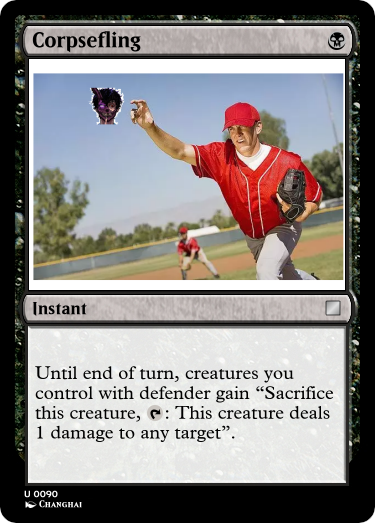 Corpsefling
Instant
Until end of turn, creatures you
control with defender gain “Sacrifice
this creature, : This creature deals
1 damage to any target”.
U 0090
CHANGHAI